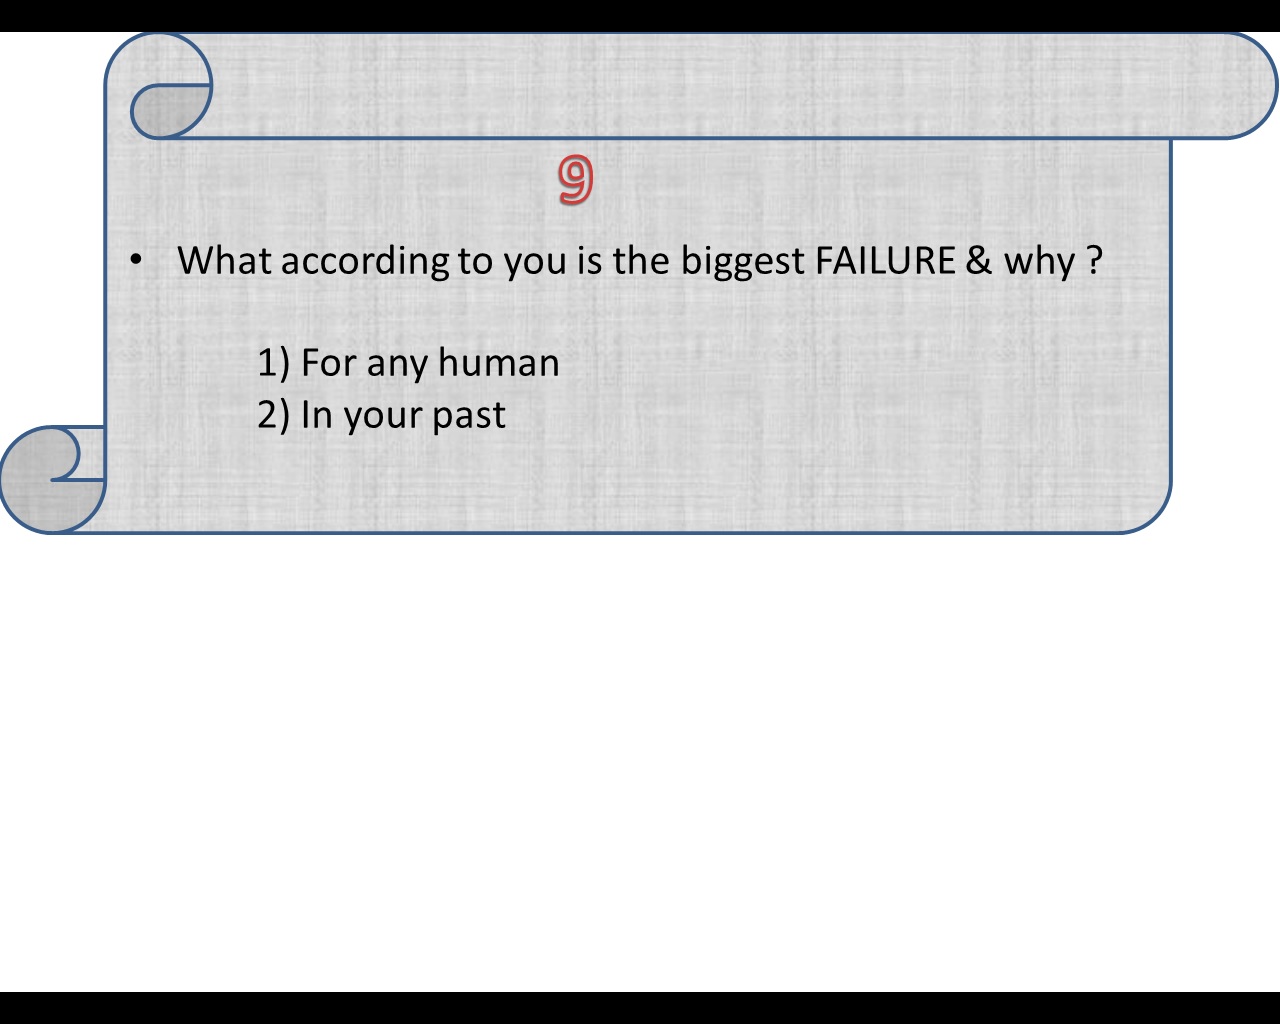 9
• What according to you is the biggest FAILURE & why ?
1) For any human
2) In your past